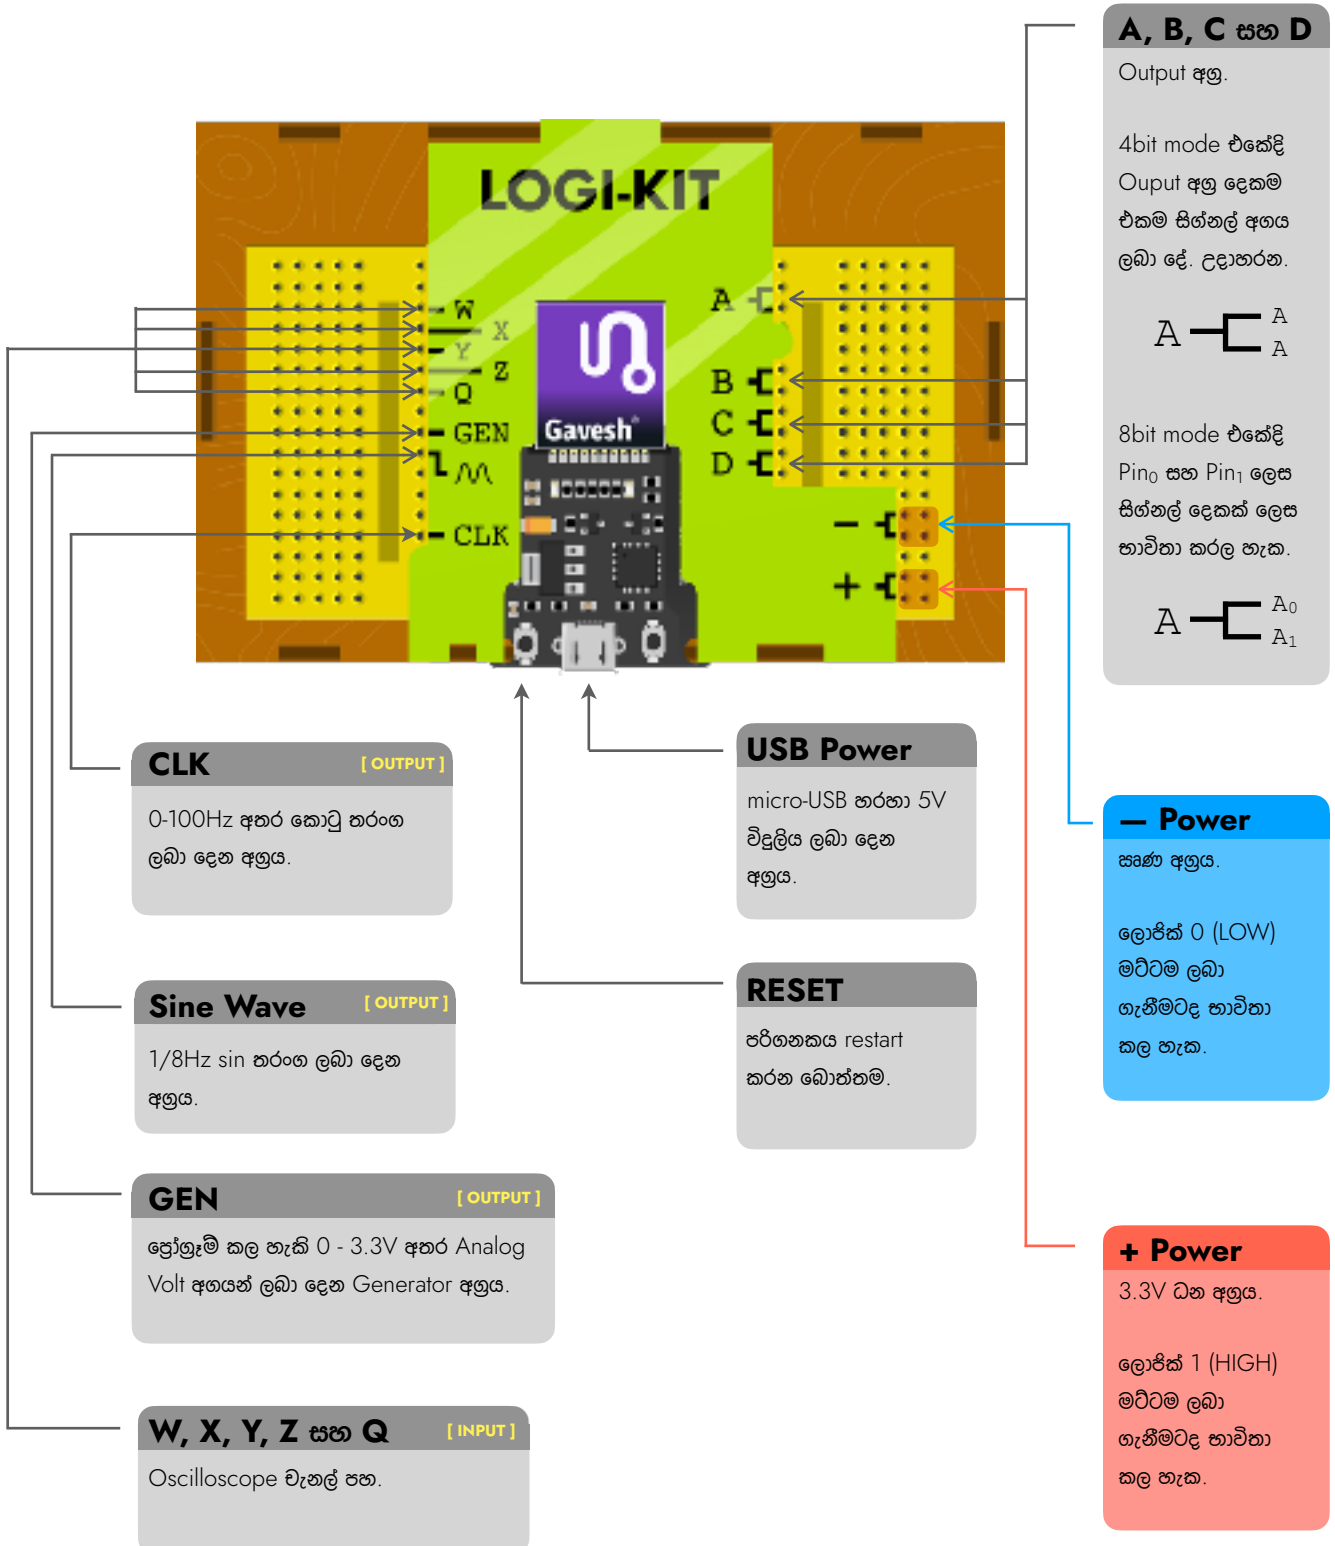 A, B, C සහ D
Output අග්‍ර.
4bit mode එකේදි
Ouput අග්‍ර දෙකම
එකම සිග්නල් අගය
ලබා දේ. උදාහරන.
A
A
A
8bit mode එකේදි
Pin₀ සහ Pin₁ ලෙස
සිග්නල් දෙකක් ලෙස
භාවිතා කරල හැක.
A
A₀
A₁
LOGI-KIT
W
X
Y
Z
Q
GEN
CLK
Gavesh
A
B
C
D
−
+
CLK [ OUTPUT ]
0-100Hz අතර කොටු තරංග
ලබා දෙන අග්‍රය.
USB Power
micro-USB හරහා 5V
විදුලිය ලබා දෙන
අග්‍රය.
— Power
සෘණ අග්‍රය.
ලොජික් 0 (LOW)
මට්ටම ලබා
ගැනීමටද භාවිතා
කල හැක.
Sine Wave [ OUTPUT ]
1/8Hz sin තරංග ලබා දෙන
අග්‍රය.
RESET
පරිගනකය restart
කරන බොත්තම.
GEN [ OUTPUT ]
ප්‍රෝග්‍රෑම් කල හැකි 0 - 3.3V අතර Analog
Volt අගයන් ලබා දෙන Generator අග්‍රය.
+ Power
3.3V ධන අග්‍රය.
ලොජික් 1 (HIGH)
මට්ටම ලබා
ගැනීමටද භාවිතා
කල හැක.
W, X, Y, Z සහ Q [ INPUT ]
Oscilloscope චැනල් පහ.